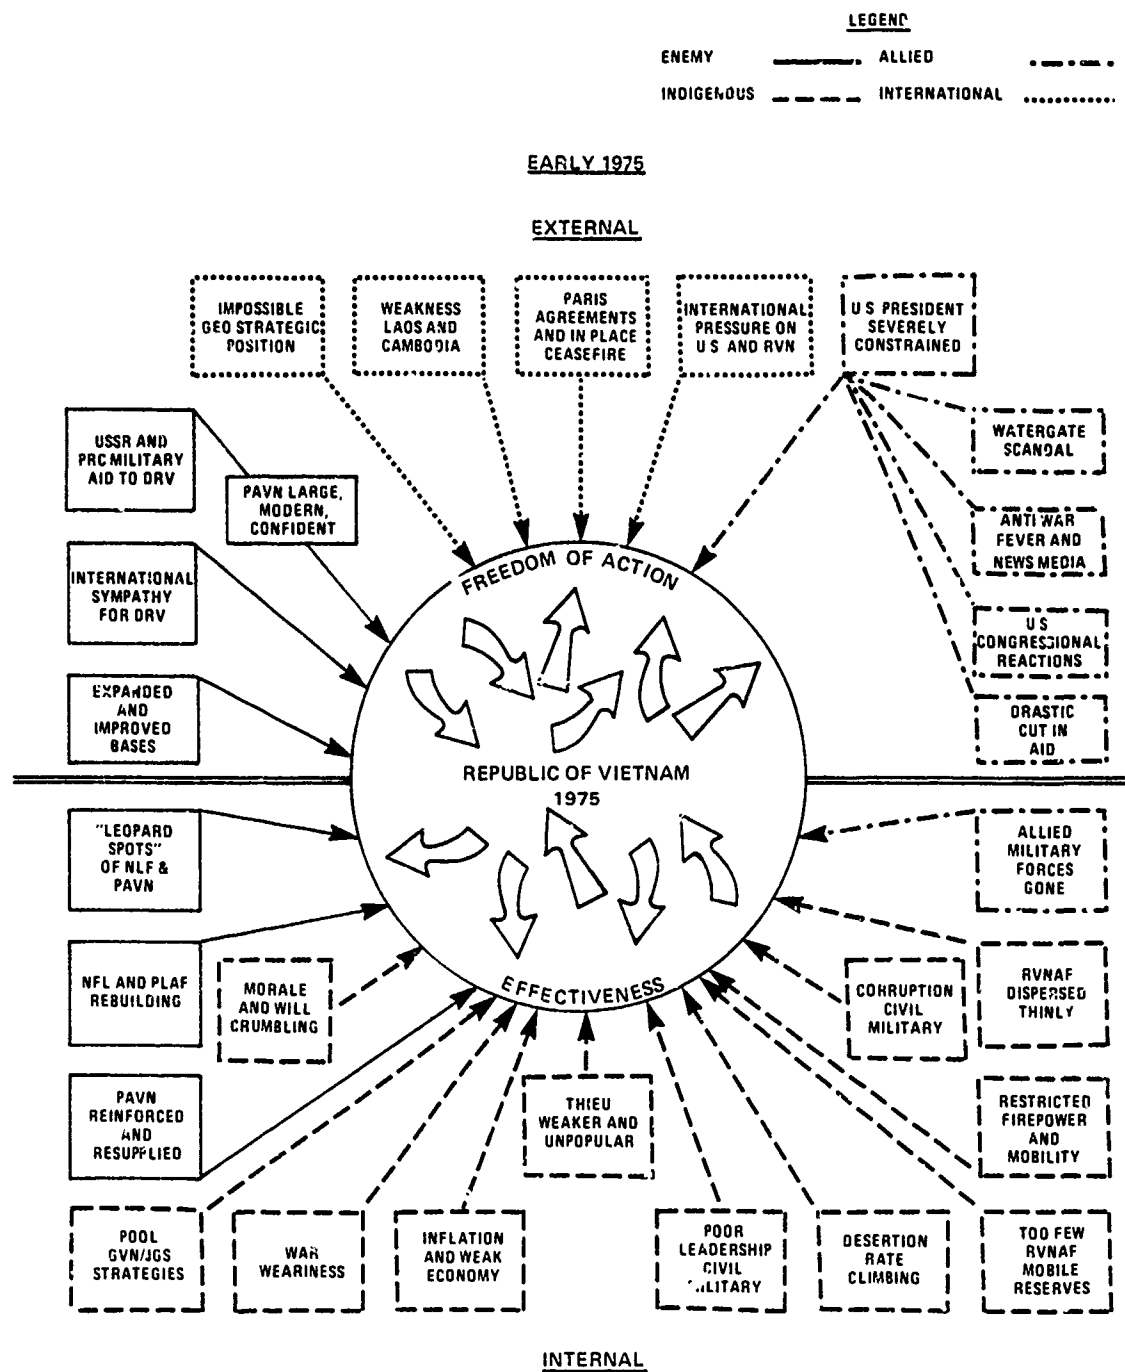 LEGEND
ENEMY
ALLIED
INDIGENOUS
INTERNATIONAL
EARLY 1975
EXTERNAL
IMPOSSIBLE
GEO STRATEGIC
POSITION
WEAKNESS
LAOS AND
CAMBODIA
PARIS
AGREEMENTS
AND IN PLACE
CEASEFIRE
INTERNATIONAL
PRESSURE ON
U S AND RVN
U S PRESIDENT
SEVERELY
CONSTRAINED
USSR AND
PRC MILITARY
AID TO DRV
PAVN LARGE,
MODERN,
CONFIDENT
WATERGATE
SCANDAL
ANTI WAR
FEVER AND
NEWS MEDIA
INTERNATIONAL
SYMPATHY
FOR DRV
U S
CONGRESSIONAL
REACTIONS
EXPANDED
AND
IMPROVED
BASES
DRASTIC
CUT IN
AID
FREEDOM OF ACTION
REPUBLIC OF VIETNAM
1975
EFFECTIVENESS
"LEOPARD
SPOTS"
OF NLF &
PAVN
ALLIED
MILITARY
FORCES
GONE
NFL AND PLAF
REBUILDING
MORALE
AND WILL
CRUMBLING
CORRUPTION
CIVIL
MILITARY
RVNAF
DISPERSED
THINLY
PAVN
REINFORCED
AND
RESUPPLIED
THIEU
WEAKER AND
UNPOPULAR
RESTRICTED
FIREPOWER
AND
MOBILITY
POOL
GVN/JGS
STRATEGIES
WAR
WEARINESS
INFLATION
AND WEAK
ECONOMY
POOR
LEADERSHIP
CIVIL
MILITARY
DESERTION
RATE
CLIMBING
TOO FEW
RVNAF
MOBILE
RESERVES
INTERNAL